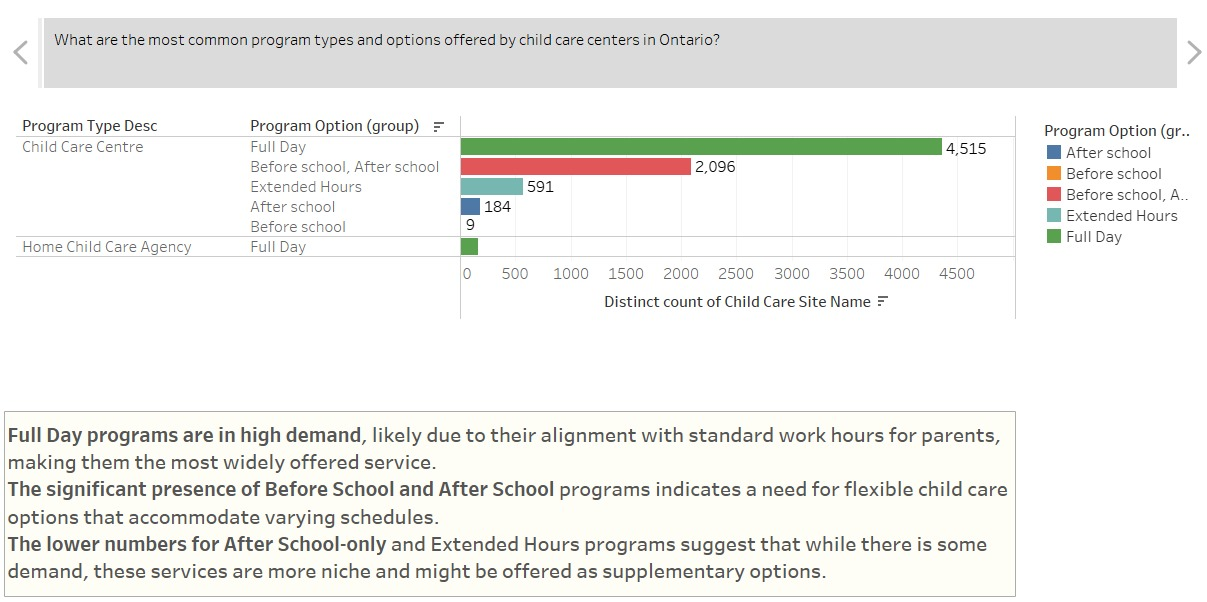 What are the most common program types and options offered by child care centers in Ontario?
Program Type Desc Program Option (group)
Child Care Centre Full Day 4,515
Before school, After school 2,096
Extended Hours 591
After school 184
Before school 9
Home Child Care Agency Full Day
0 500 1000 1500 2000 2500 3000 3500 4000 4500
Distinct count of Child Care Site Name
Program Option (gr..
After school
Before school
Before school, A..
Extended Hours
Full Day
Full Day programs are in high demand, likely due to their alignment with standard work hours for parents,
making them the most widely offered service.
The significant presence of Before School and After School programs indicates a need for flexible child care
options that accommodate varying schedules.
The lower numbers for After School-only and Extended Hours programs suggest that while there is some
demand, these services are more niche and might be offered as supplementary options.